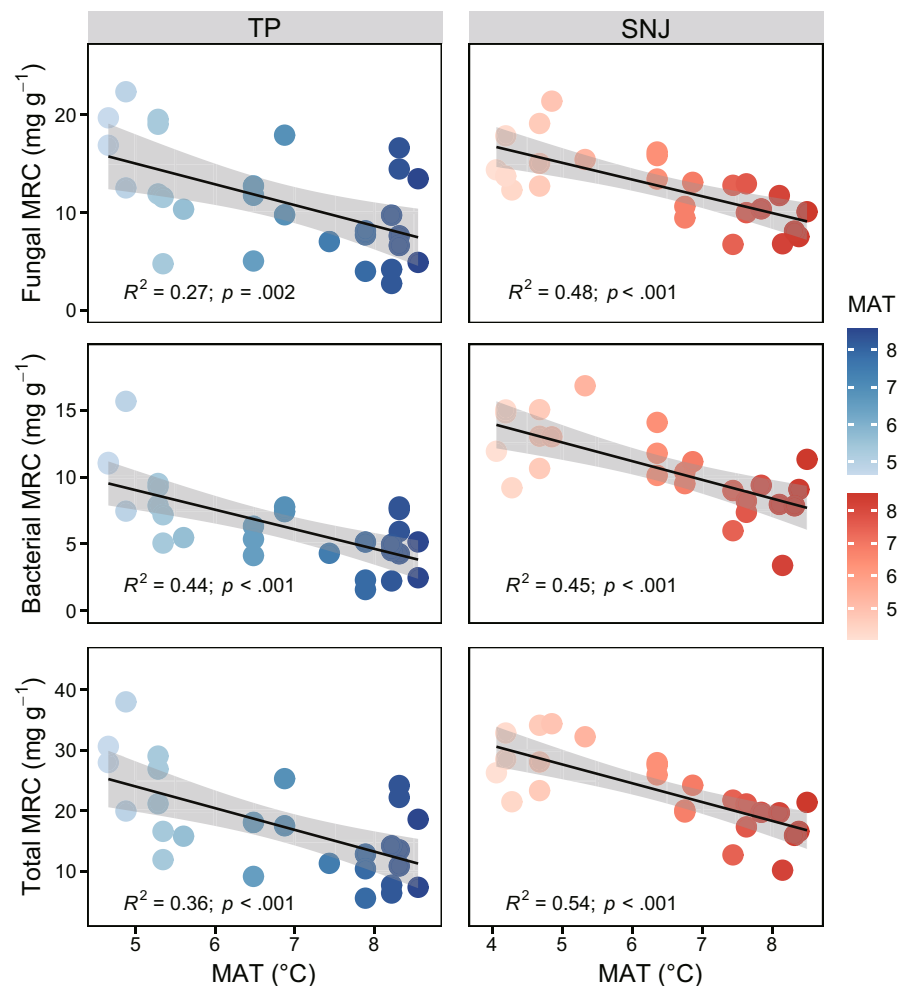 TP
SNJ
Fungal MRC (mg g⁻¹)
20
10
0
R² = 0.27; p = .002
R² = 0.48; p < .001
Bacterial MRC (mg g⁻¹)
15
10
5
0
R² = 0.44; p < .001
R² = 0.45; p < .001
Total MRC (mg g⁻¹)
40
30
20
10
R² = 0.36; p < .001
R² = 0.54; p < .001
5 6 7 8
4 5 6 7 8
MAT (°C)
MAT (°C)
MAT
8
7
6
5
8
7
6
5